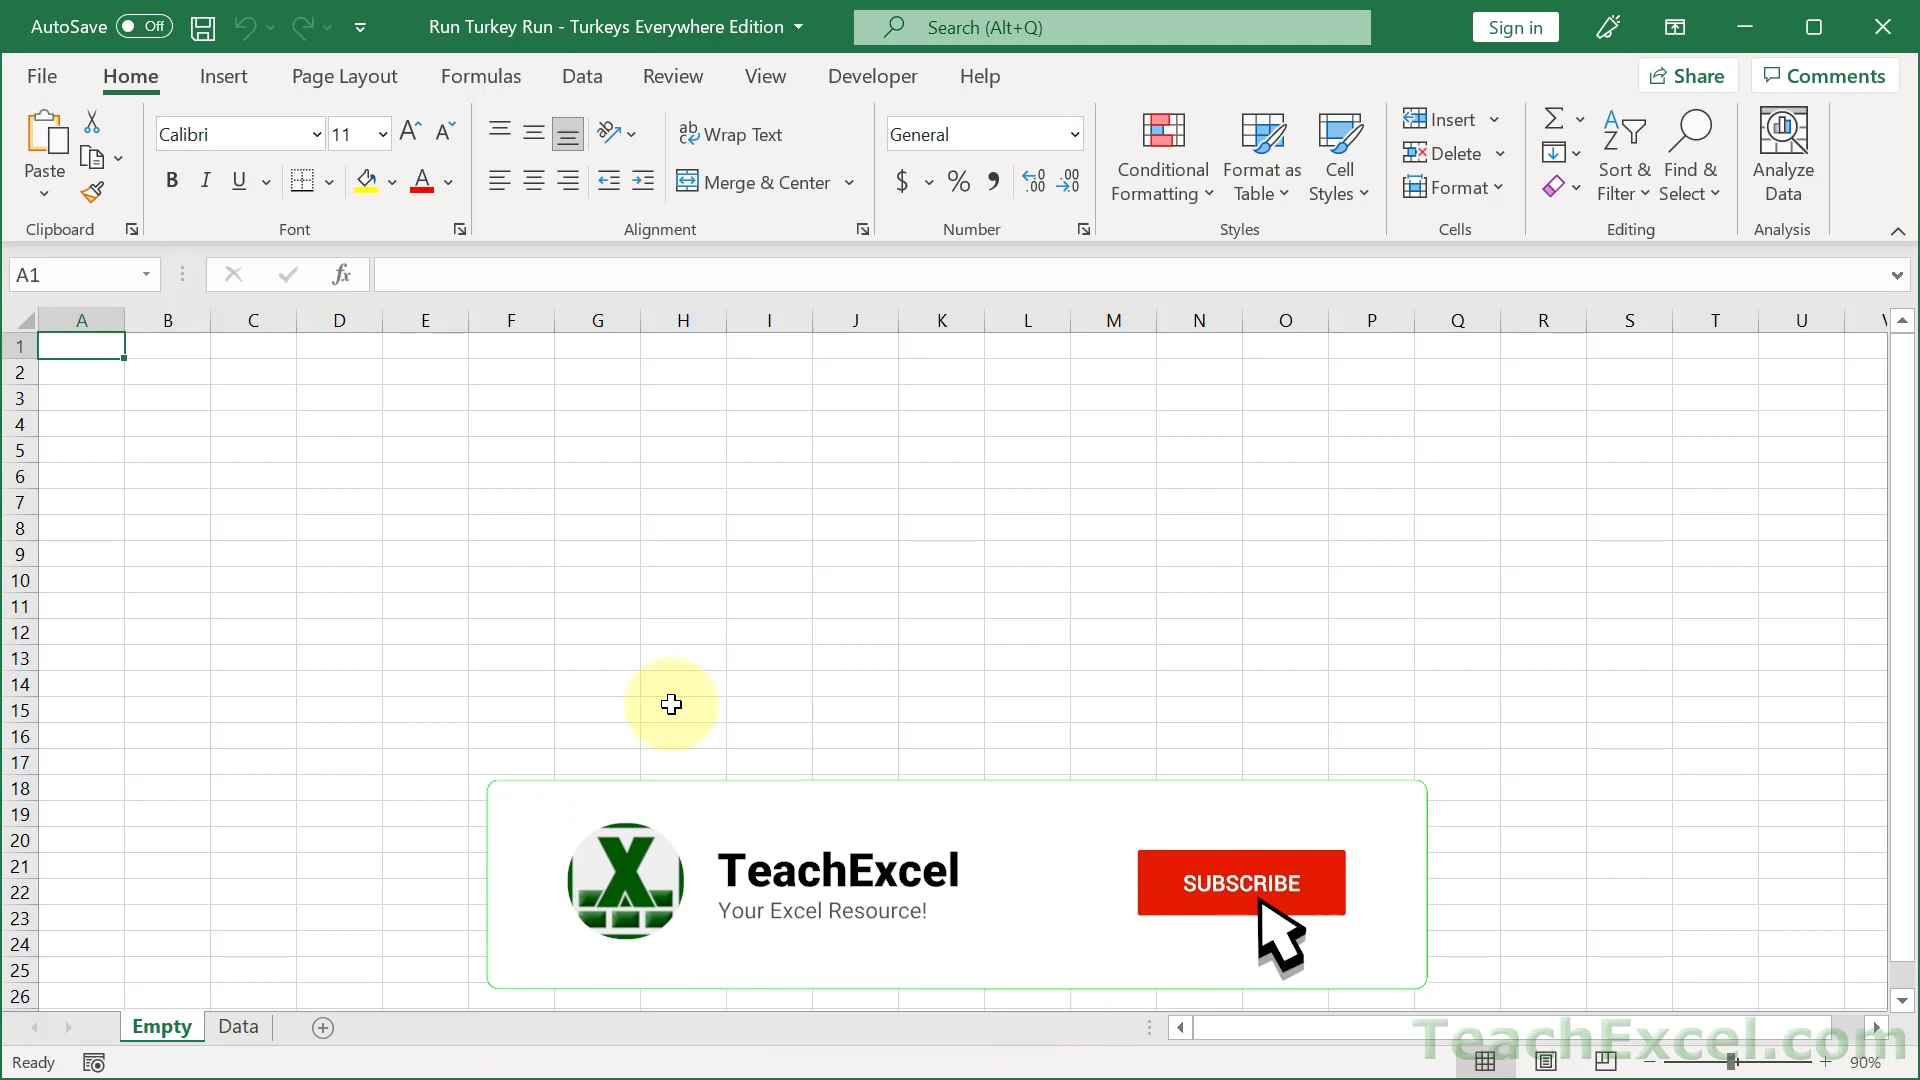 AutoSave Off Run Turkey Run - Turkeys Everywhere Edition Search (Alt+Q) Sign in
File Home Insert Page Layout Formulas Data Review View Developer Help Share Comments
Paste
Calibri 11
B I U A
ab Wrap Text
Merge & Center
General
$ % 9 .00
Conditional Formatting
Format as Table
Cell Styles
Insert
Delete
Format
Sort & Filter
Find & Select
Analyze Data
Clipboard Font Alignment Number Styles Cells Editing Analysis
A1 fx
A B C D E F G H I J K L M N O P Q R S T U
1
2
3
4
5
6
7
8
9
10
11
12
13
14
15
16
17
18
19
20
21
22
23
24
25
26
TeachExcel
Your Excel Resource!
SUBSCRIBE
Empty Data
TeachExcel.com
Ready 90%